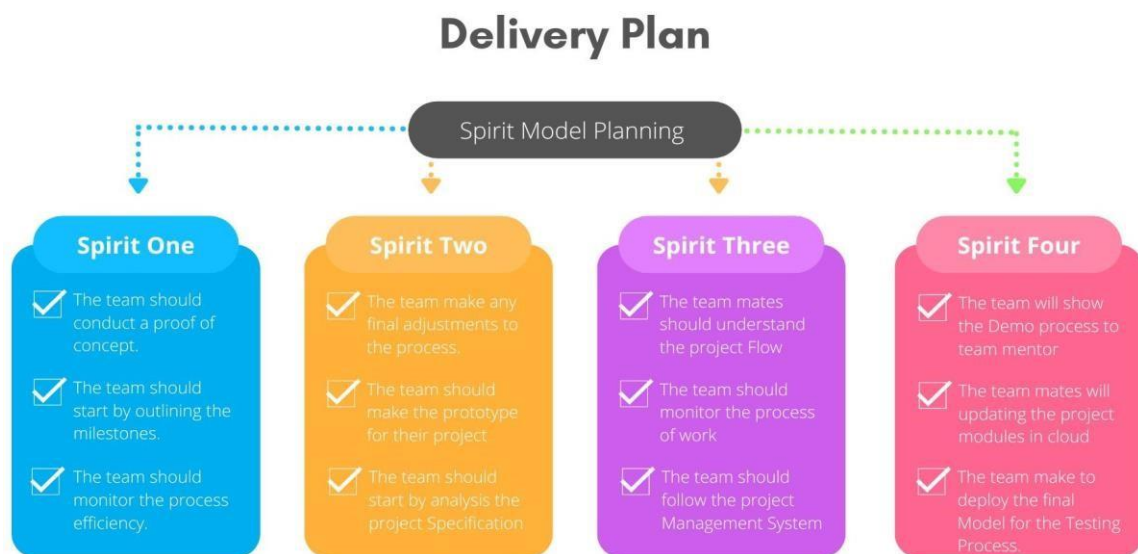 Delivery Plan
Spirit Model Planning
Spirit One
The team should
conduct a proof of
concept.
The team should
start by outlining the
milestones.
The team should
monitor the process
efficiency.
Spirit Two
The team make any
final adjustments to
the process.
The team should
make the prototype
for their project
The team should
start by analysis the
project Specification
Spirit Three
The team mates
should understand
the project Flow
The team should
monitor the process
of work
The team should
follow the project
Management System
Spirit Four
The team will show
the Demo process to
team mentor
The team mates will
updating the project
modules in cloud
The team make to
deploy the final
Model for the Testing
Process.